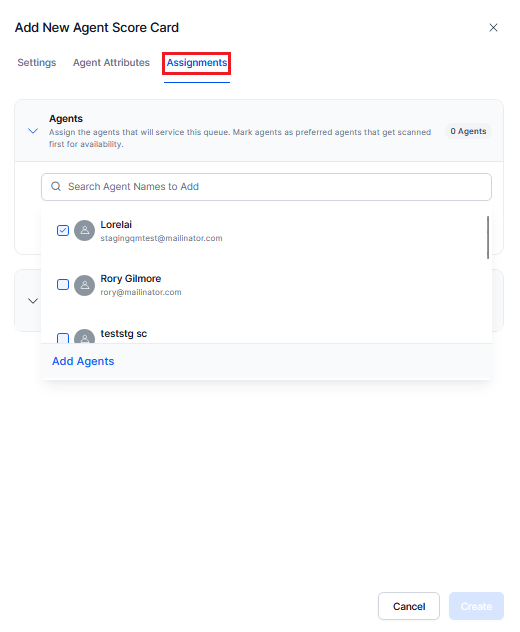 Add New Agent Score Card
Settings
Agent Attributes
Assignments
Agents
Assign the agents that will service this queue. Mark agents as preferred agents that get scanned
first for availability.
0 Agents
Search Agent Names to Add
Lorelai
stagingqmtest@mailinator.com
Rory Gilmore
rory@mailinator.com
teststg sc
Add Agents
Cancel
Create